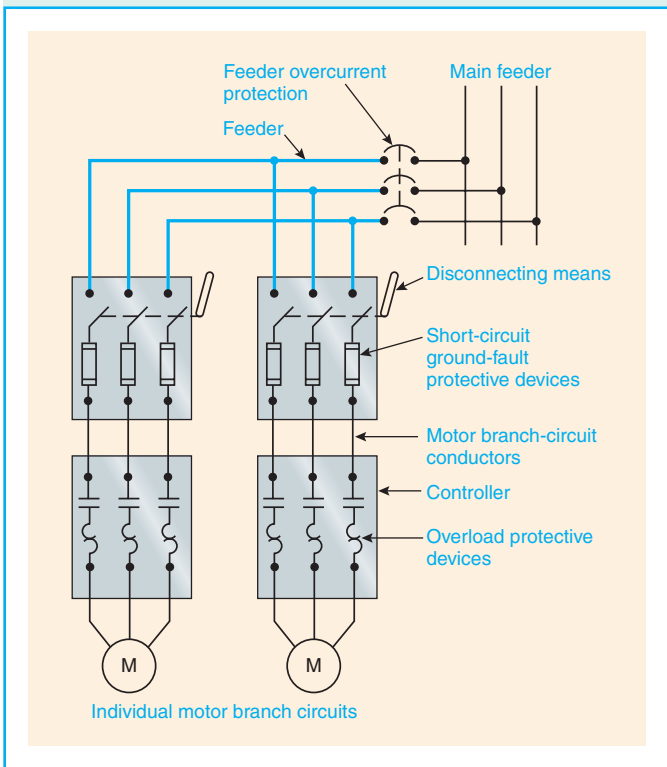 Feeder overcurrent
protection
Main feeder
Feeder
Disconnecting means
Short-circuit
ground-fault
protective devices
Motor branch-circuit
conductors
Controller
Overload protective
devices
M
M
Individual motor branch circuits